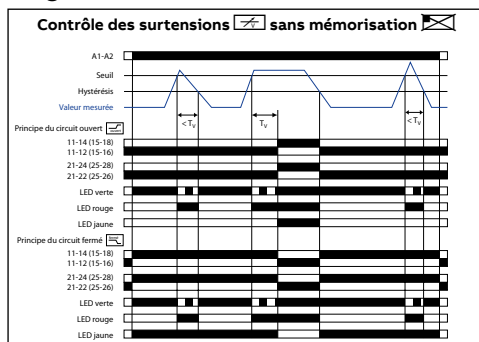 Contrôle des surtensions sans mémorisation
A1-A2
Seuil
Hystérésis
Valeur mesurée
< Tv
Tv
< Tv
Principe du circuit ouvert
11-14 (15-18)
11-12 (15-16)
21-24 (25-28)
21-22 (25-26)
LED verte
LED rouge
LED jaune
Principe du circuit fermé
11-14 (15-18)
11-12 (15-16)
21-24 (25-28)
21-22 (25-26)
LED verte
LED rouge
LED jaune